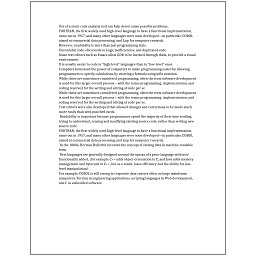 Use of a static code analysis tool can help detect some possible problems.
FORTRAN, the first widely used high-level language to have a functional implementation,
came out in 1957, and many other languages were soon developed—in particular, COBOL
aimed at commercial data processing, and Lisp for computer research.
However, readability is more than just programming style.
Unreadable code often leads to bugs, inefficiencies, and duplicated code.
Some text editors such as Emacs allow GDB to be invoked through them, to provide a visual
environment.
It is usually easier to code in "high-level" languages than in "low-level" ones.
Compilers harnessed the power of computers to make programming easier by allowing
programmers to specify calculations by entering a formula using infix notation.
While these are sometimes considered programming, often the term software development
is used for this larger overall process – with the terms programming, implementation, and
coding reserved for the writing and editing of code per se.
While these are sometimes considered programming, often the term software development
is used for this larger overall process – with the terms programming, implementation, and
coding reserved for the writing and editing of code per se.
Text editors were also developed that allowed changes and corrections to be made much
more easily than with punched cards.
Readability is important because programmers spend the majority of their time reading,
trying to understand, reusing and modifying existing source code, rather than writing new
source code.
FORTRAN, the first widely used high-level language to have a functional implementation,
came out in 1957, and many other languages were soon developed—in particular, COBOL
aimed at commercial data processing, and Lisp for computer research.
In the 1880s, Herman Hollerith invented the concept of storing data in machine-readable
form.
New languages are generally designed around the syntax of a prior language with new
functionality added, (for example C++ adds object-orientation to C, and Java adds memory
management and bytecode to C++, but as a result, loses efficiency and the ability for low-
level manipulation).
For example, COBOL is still strong in corporate data centers often on large mainframe
computers, Fortran in engineering applications, scripting languages in Web development,
and C in embedded software.